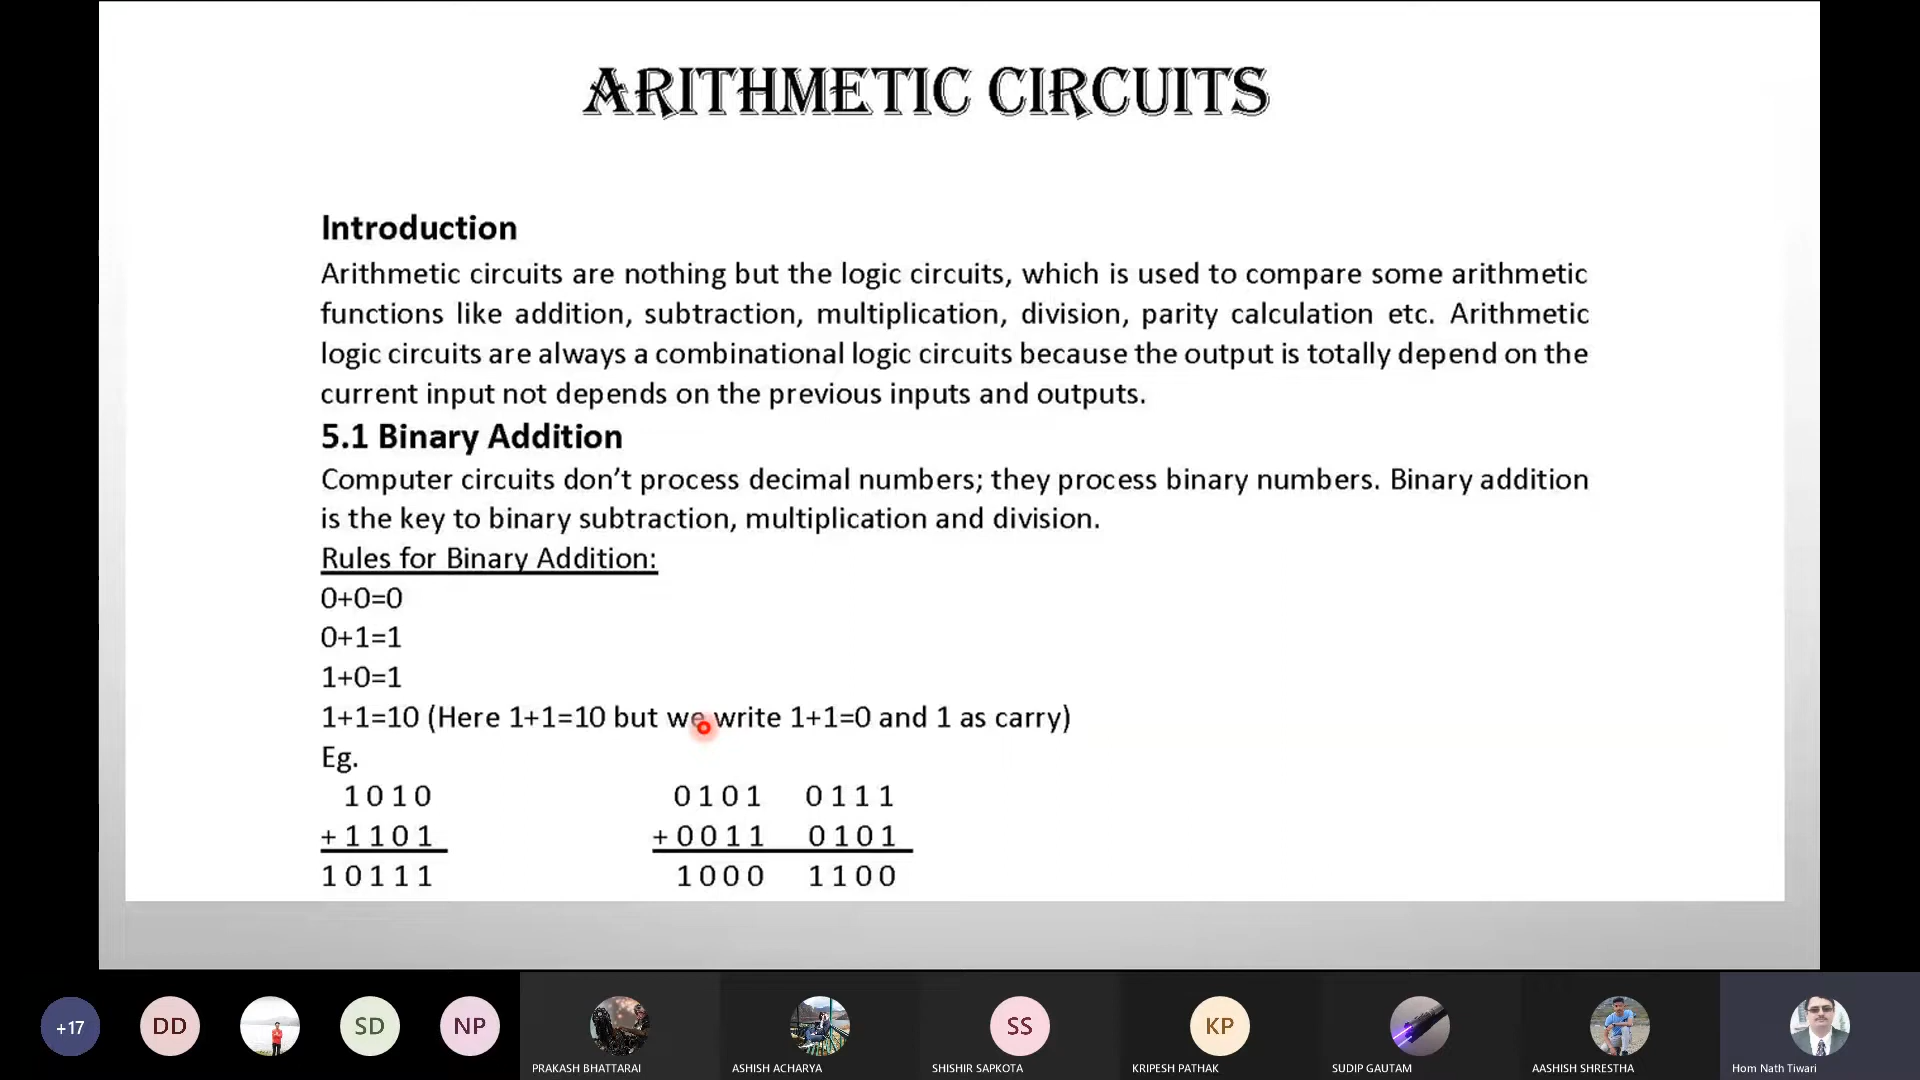 ARITHMETIC CIRCUITS
Introduction
Arithmetic circuits are nothing but the logic circuits, which is used to compare some arithmetic
functions like addition, subtraction, multiplication, division, parity calculation etc. Arithmetic
logic circuits are always a combinational logic circuits because the output is totally depend on the
current input not depends on the previous inputs and outputs.
5.1 Binary Addition
Computer circuits don’t process decimal numbers; they process binary numbers. Binary addition
is the key to binary subtraction, multiplication and division.
Rules for Binary Addition:
0+0=0
0+1=1
1+0=1
1+1=10 (Here 1+1=10 but we write 1+1=0 and 1 as carry)
Eg.
1 0 1 0 0 1 0 1 0 1 1 1
+ 1 1 0 1 + 0 0 1 1 0 1 0 1
1 0 1 1 1 1 0 0 0 1 1 0 0
+17 DD SD NP SS KP
PRAKASH BHATTARAI ASHISH ACHARYA SHISHIR SAPKOTA KRIPESH PATHAK SUDIP GAUTAM AASHISH SHRESTHA Hom Nath Tiwari